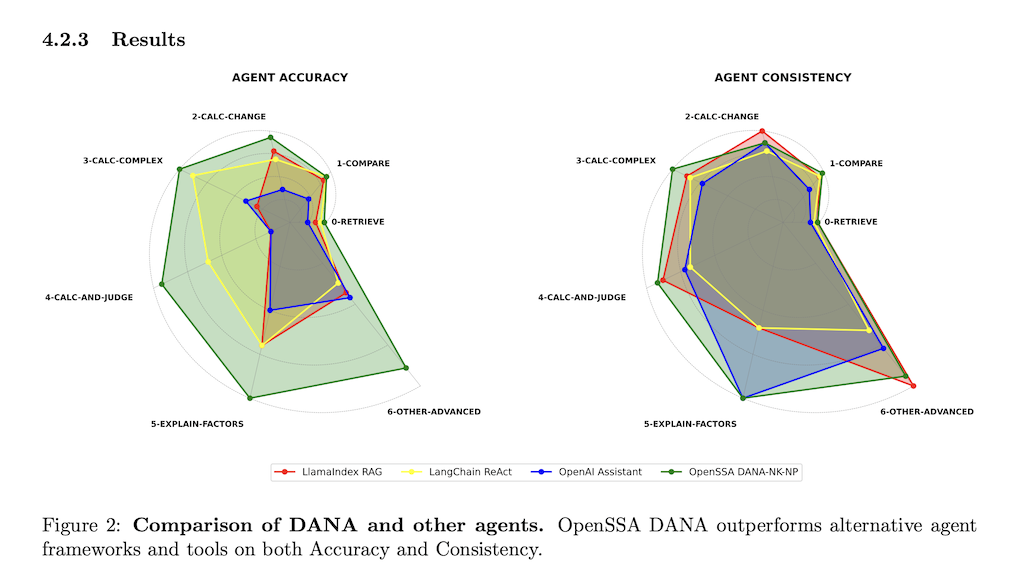 4.2.3 Results
AGENT ACCURACY
2-CALC-CHANGE
3-CALC-COMPLEX
1-COMPARE
0-RETRIEVE
4-CALC-AND-JUDGE
5-EXPLAIN-FACTORS
6-OTHER-ADVANCED
AGENT CONSISTENCY
2-CALC-CHANGE
3-CALC-COMPLEX
1-COMPARE
0-RETRIEVE
4-CALC-AND-JUDGE
5-EXPLAIN-FACTORS
6-OTHER-ADVANCED
LlamaIndex RAG LangChain ReAct OpenAI Assistant OpenSSA DANA-NK-NP
Figure 2: Comparison of DANA and other agents. OpenSSA DANA outperforms alternative agent
frameworks and tools on both Accuracy and Consistency.